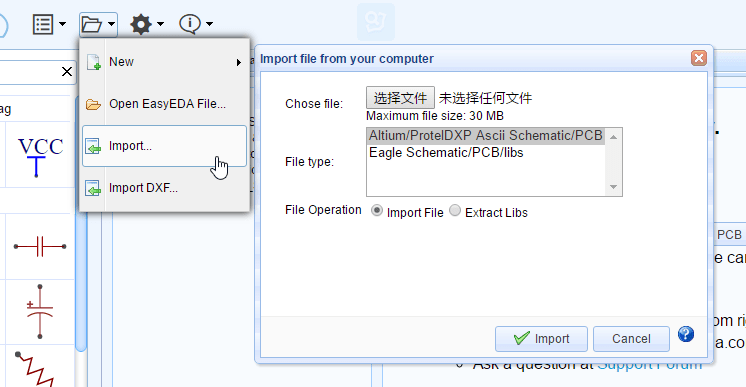 New
Open EasyEDA File...
Import...
Import DXF...
ag
VCC
Import file from your computer
Chose file:
选择文件 未选择任何文件
Maximum file size: 30 MB
File type:
Altium/ProtelDXP Ascii Schematic/PCB
Eagle Schematic/PCB/libs
File Operation
Import File
Extract Libs
Import
Cancel
PCB
e can
om rig
a.co
Ask a question at Support Forum